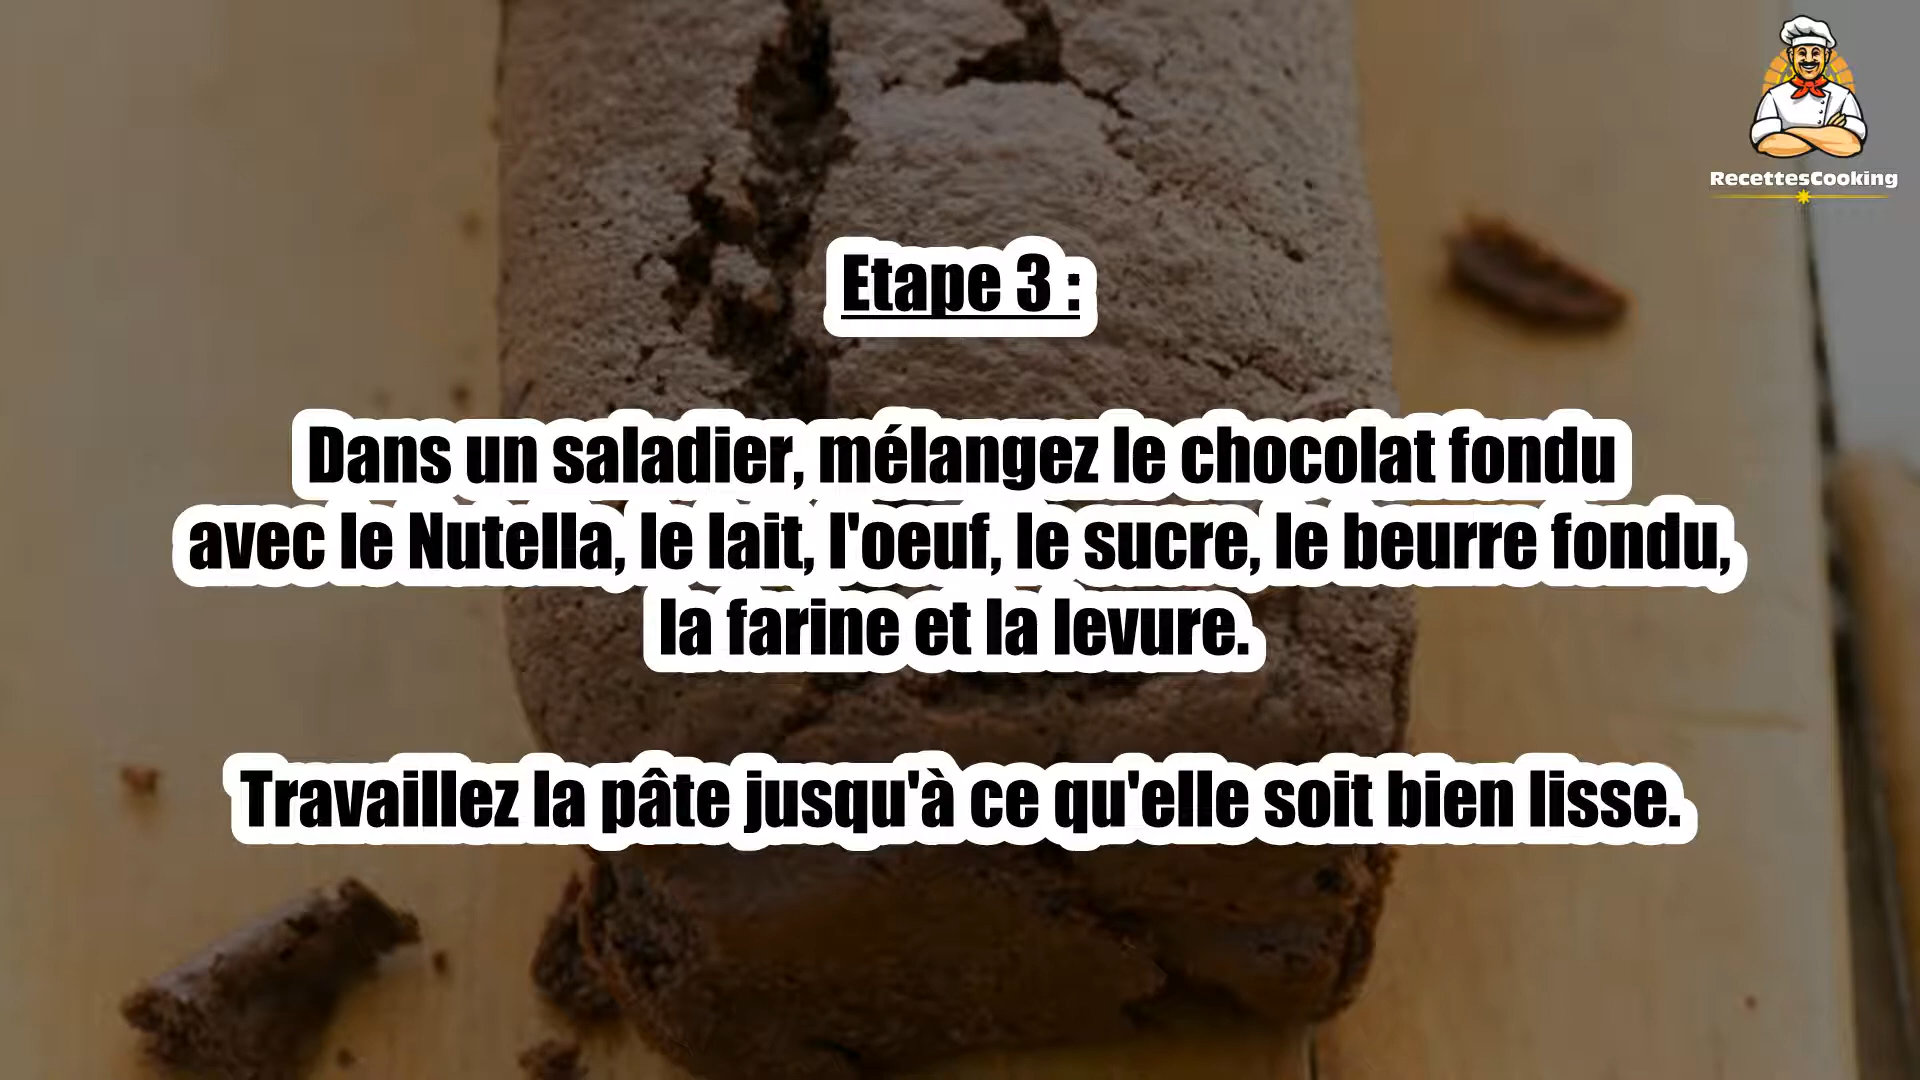 RecettesCooking
Etape 3 :
Dans un saladier, mélangez le chocolat fondu
avec le Nutella, le lait, l'oeuf, le sucre, le beurre fondu,
la farine et la levure.
Travaillez la pâte jusqu'à ce qu'elle soit bien lisse.